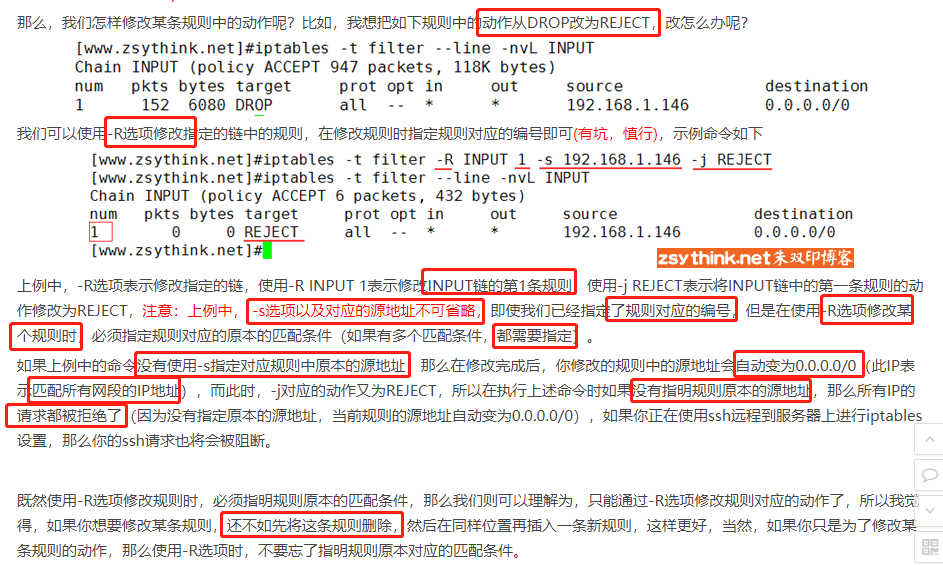 那么，我们怎样修改某条规则中的动作呢？比如，我想把如下规则中的动作从DROP改为REJECT，改怎么办呢？
[www.zsythink.net]#iptables -t filter --line -nvL INPUT
Chain INPUT (policy ACCEPT 947 packets, 118K bytes)
num pkts bytes target prot opt in out source destination
1 152 6080 DROP all -- * * 192.168.1.146 0.0.0.0/0
我们可以使用-R选项修改指定的链中的规则，在修改规则时指定规则对应的编号即可(有坑，慎行)，示例命令如下
[www.zsythink.net]#iptables -t filter -R INPUT 1 -s 192.168.1.146 -j REJECT
[www.zsythink.net]#iptables -t filter --line -nvL INPUT
Chain INPUT (policy ACCEPT 6 packets, 432 bytes)
num pkts bytes target prot opt in out source destination
1 0 0 REJECT all -- * * 192.168.1.146 0.0.0.0/0
[www.zsythink.net]#
zsythink.net朱双印博客
上例中，-R选项表示修改指定的链，使用-R INPUT 1表示修改INPUT链的第1条规则，使用-j REJECT表示将INPUT链中的第一条规则的动
作修改为REJECT，注意：上例中，-s选项以及对应的源地址不可省略，即使我们已经指定了规则对应的编号，但是在使用-R选项修改某
个规则时，必须指定规则对应的原本的匹配条件（如果有多个匹配条件，都需要指定）。
如果上例中的命令没有使用-s指定对应规则中原本的源地址，那么在修改完成后，你修改的规则中的源地址会自动变为0.0.0.0/0（此IP表
示匹配所有网段的IP地址），而此时，-j对应的动作又为REJECT，所以在执行上述命令时如果没有指明规则原本的源地址，那么所有IP的
请求都被拒绝了（因为没有指定原本的源地址，当前规则的源地址自动变为0.0.0.0/0），如果你正在使用ssh远程到服务器上进行iptables
设置，那么你的ssh请求也将会被阻断。
既然使用-R选项修改规则时，必须指明规则原本的匹配条件，那么我们则可以理解为，只能通过-R选项修改规则对应的动作了，所以我觉
得，如果你想要修改某条规则，还不如先将这条规则删除，然后在同样位置再插入一条新规则，这样更好，当然，如果你只是为了修改某
条规则的动作，那么使用-R选项时，不要忘了指明规则原本对应的匹配条件。